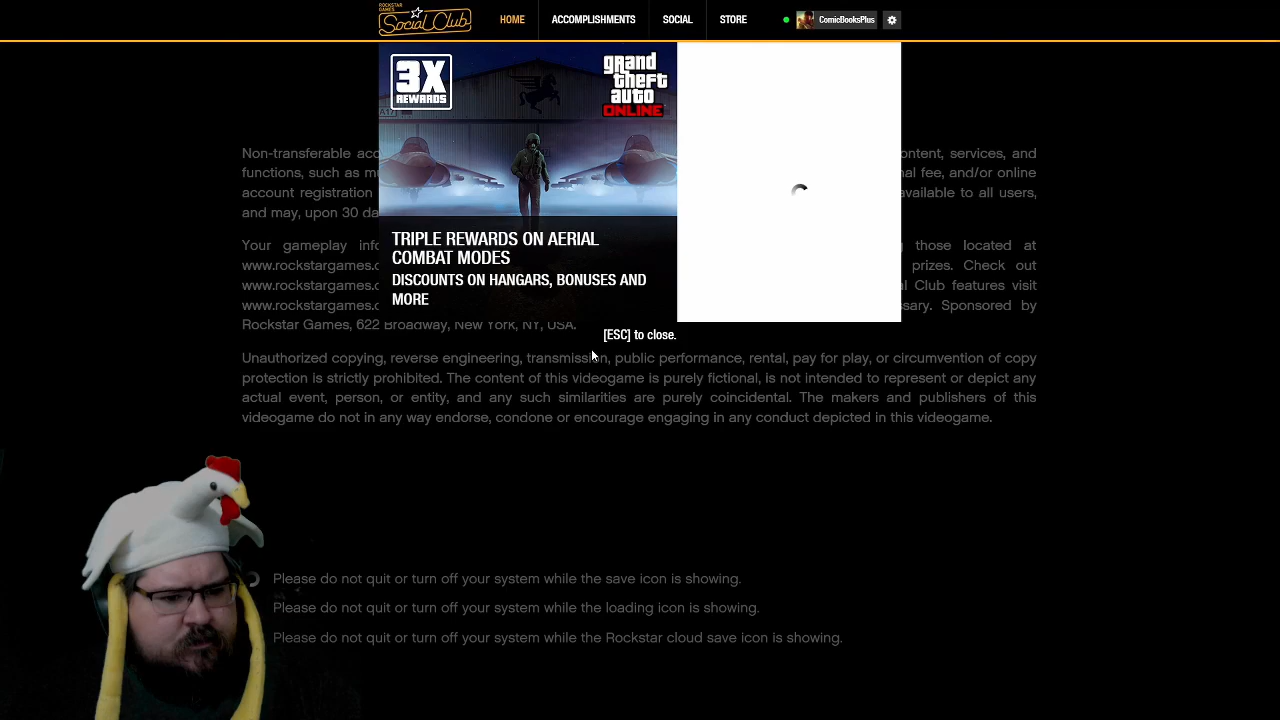 ROCKSTAR
GAMES
Social Club
HOME
ACCOMPLISHMENTS
SOCIAL
STORE
ComicBooksPlus
3X
REWARDS
grand
theft
auto
ONLINE
A17
TRIPLE REWARDS ON AERIAL
COMBAT MODES
DISCOUNTS ON HANGARS, BONUSES AND
MORE
[ESC] to close.
Non-transferable ontent, services, and
functions, such as nal fee, and/or online
account registration available to all users,
and may, upon 30
Your gameplay those located at
www.rockstargames. prizes. Check out
www.rockstargames. al Club features visit
www.rockstargames. Sponsored by
Rockstar Games, 622 Broadway, New York, NY, USA.
Unauthorized copying, reverse engineering, transmission, public performance, rental, pay for play, or circumvention of copy
protection is strictly prohibited. The content of this videogame is purely fictional, is not intended to represent or depict any
actual event, person, or entity, and any such similarities are purely coincidental. The makers and publishers of this
videogame do not in any way endorse, condone or encourage engaging in any conduct depicted in this videogame.
Please do not quit or turn off your system while the save icon is showing.
Please do not quit or turn off your system while the loading icon is showing.
Please do not quit or turn off your system while the Rockstar cloud save icon is showing.